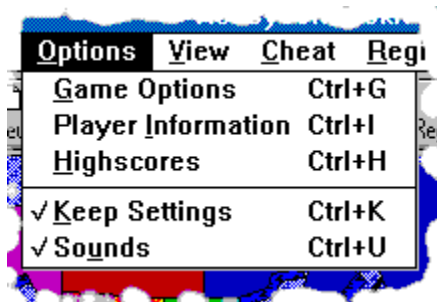 Options View Cheat Regi
Game Options Ctrl+G
Player Information Ctrl+I
Highscores Ctrl+H
✓ Keep Settings Ctrl+K
✓ Sounds Ctrl+U